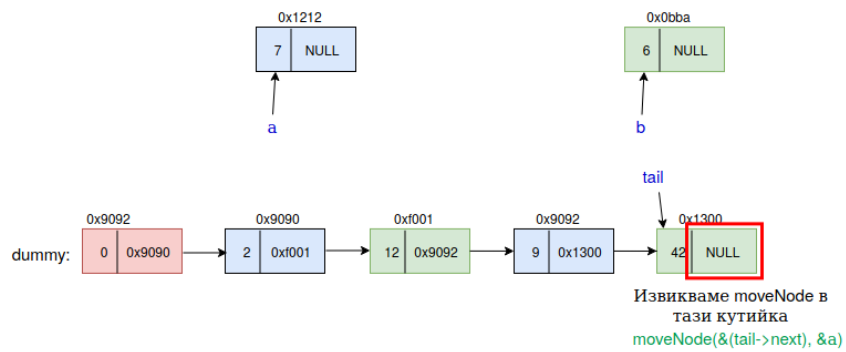 0x1212
0x0bba
7 NULL
6 NULL
a
b
tail
0x9092
0x9090
0xf001
0x9092
0x1300
dummy:
0 0x9090
2 0xf001
12 0x9092
9 0x1300
42 NULL
Извикваме moveNode в
тази кутийка
moveNode(&(tail->next), &a)